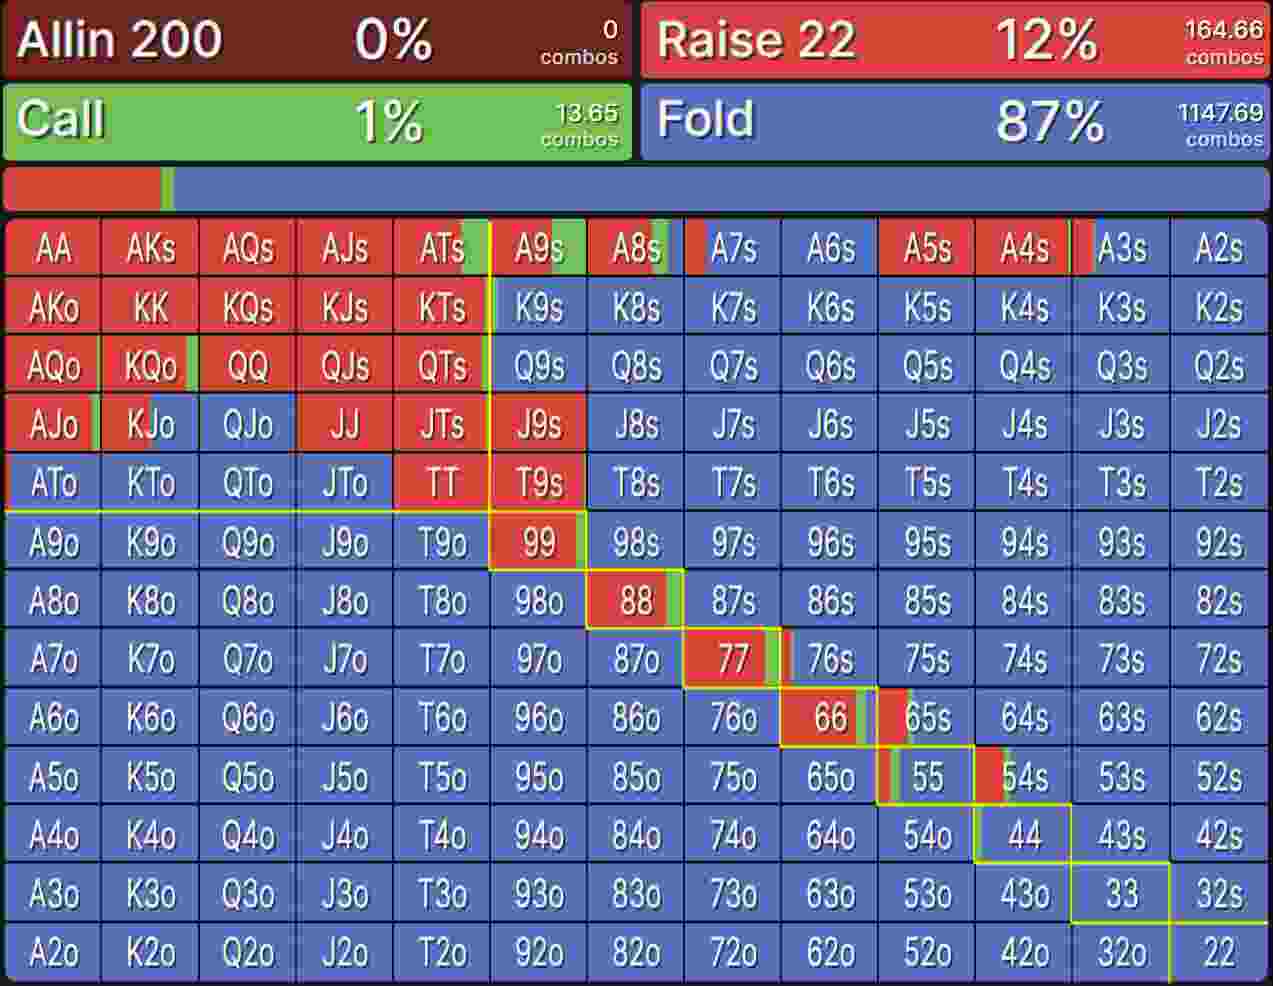 Allin 200 0% 0 combos Raise 22 12% 164.66 combos
Call 1% 13.65 combos Fold 87% 1147.69 combos
AA AKs AQs AJs ATs A9s A8s A7s A6s A5s A4s A3s A2s
AKo KK KQs KJs KTs K9s K8s K7s K6s K5s K4s K3s K2s
AQo KQo QQ QJs QTs Q9s Q8s Q7s Q6s Q5s Q4s Q3s Q2s
AJo KJo QJo JJ JTs J9s J8s J7s J6s J5s J4s J3s J2s
ATo KTo QTo JTo TT T9s T8s T7s T6s T5s T4s T3s T2s
A9o K9o Q9o J9o T9o 99 98s 97s 96s 95s 94s 93s 92s
A8o K8o Q8o J8o T8o 98o 88 87s 86s 85s 84s 83s 82s
A7o K7o Q7o J7o T7o 97o 87o 77 76s 75s 74s 73s 72s
A6o K6o Q6o J6o T6o 96o 86o 76o 66 65s 64s 63s 62s
A5o K5o Q5o J5o T5o 95o 85o 75o 65o 55 54s 53s 52s
A4o K4o Q4o J4o T4o 94o 84o 74o 64o 54o 44 43s 42s
A3o K3o Q3o J3o T3o 93o 83o 73o 63o 53o 43o 33 32s
A2o K2o Q2o J2o T2o 92o 82o 72o 62o 52o 42o 32o 22